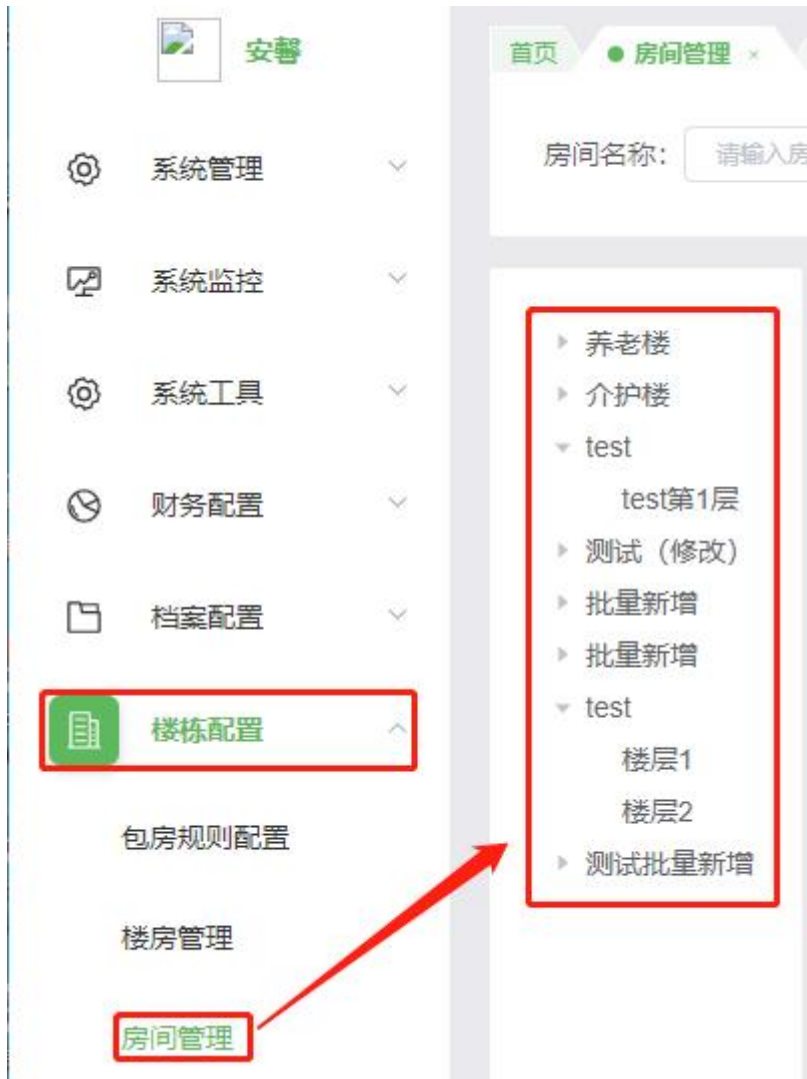 安馨
系统管理
系统监控
系统工具
财务配置
档案配置
楼栋配置
包房规则配置
楼房管理
房间管理
首页
房间管理 ×
房间名称：
请输入房
养老楼
介护楼
test
test第1层
测试（修改）
批量新增
批量新增
test
楼层1
楼层2
测试批量新增